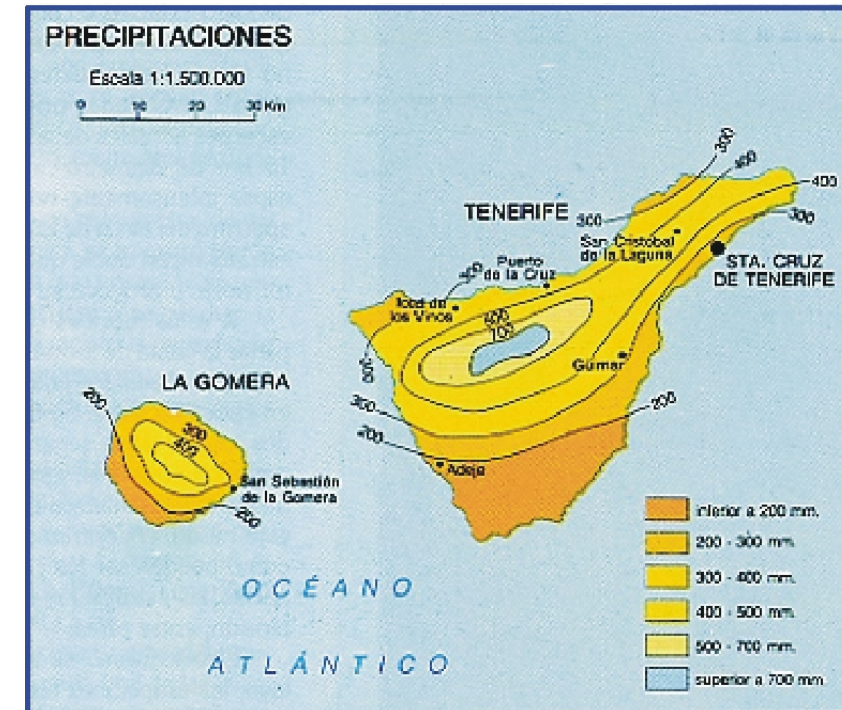 PRECIPITACIONES
Escala 1:1.500.000
0 10 20 30 Km
300
400
400
300
300
TENERIFE
San Cristobal
de la Laguna
STA. CRUZ
DE TENERIFE
Puerto
de la Cruz
400
Icod de
los Vinos
400
700
300
Guimar
LA GOMERA
200
300
400
300
200
200
Adeje
San Sebastián
de la Gomera
200
OCÉANO
ATLÁNTICO
inferior a 200 mm.
200 - 300 mm.
300 - 400 mm.
400 - 500 mm.
500 - 700 mm.
superior a 700 mm.